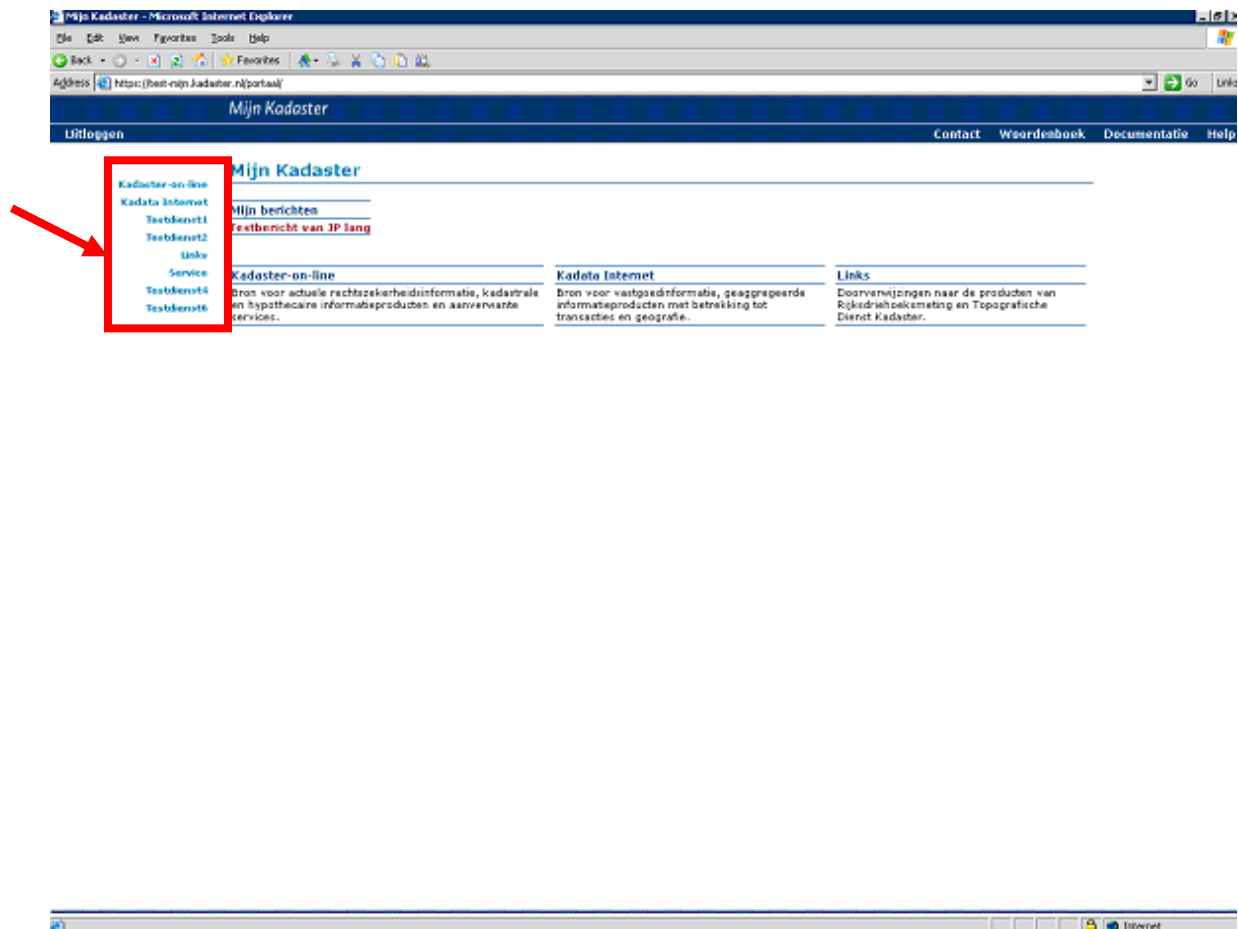 Mijn Kadaster - Microsoft Internet Explorer
File Edit View Favorites Tools Help
Back Favorites
Address https://test-mijn.kadaster.nl/portaal/ Go Links
Mijn Kadaster
Uitloggen Contact Woordenboek Documentatie Help
Kadaster-on-line
Kadata Internet
Testdienst1
Testdienst2
Links
Service
Testdienst4
Testdienst6
Mijn Kadaster
Mijn berichten
Testbericht van JP lang
Kadaster-on-line
Bron voor actuele rechtszekerheidsinformatie, kadastrale
en hypothecaire informatieproducten en aanverwante
services.
Kadata Internet
Bron voor vastgoedinformatie, geaggregeerde
informatieproducten met betrekking tot
transacties en geografie.
Links
Doorverwijzingen naar de producten van
Rijksdriehoeksmeting en Topografische
Dienst Kadaster.
Internet